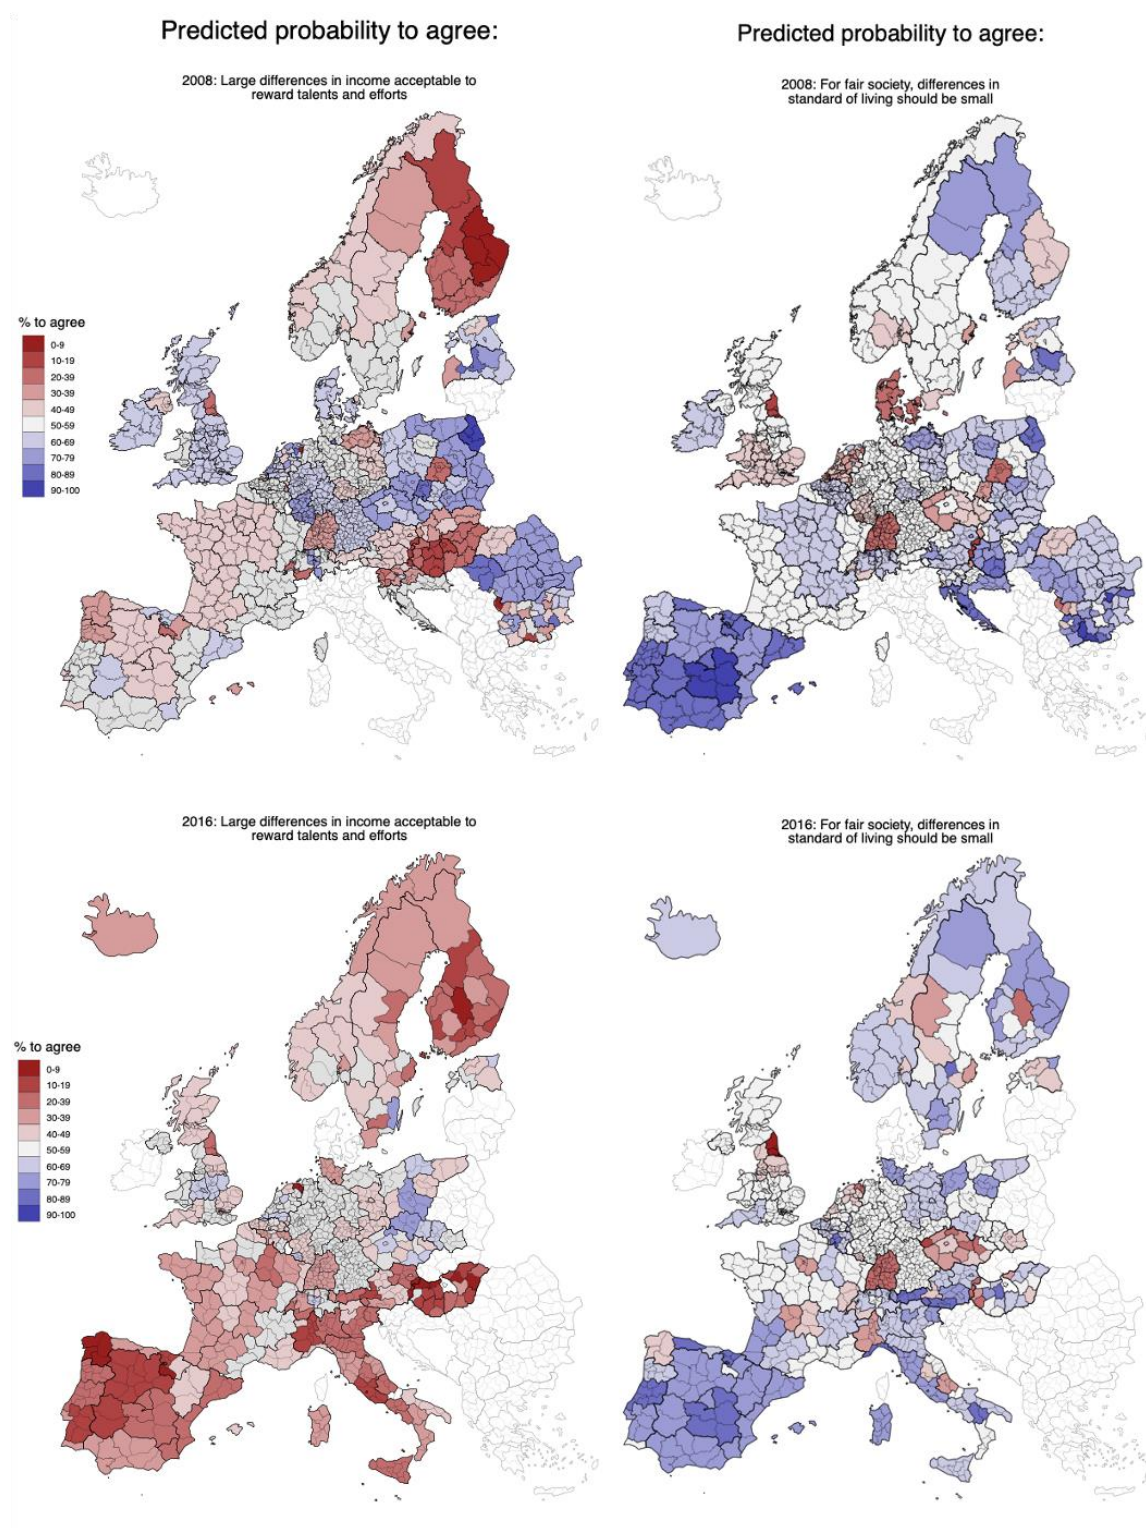 Predicted probability to agree:
2008: Large differences in income acceptable to
reward talents and efforts
% to agree
0-9
10-19
20-39
30-39
40-49
50-59
60-69
70-79
80-89
90-100
Predicted probability to agree:
2008: For fair society, differences in
standard of living should be small
2016: Large differences in income acceptable to
reward talents and efforts
% to agree
0-9
10-19
20-39
30-39
40-49
50-59
60-69
70-79
80-89
90-100
2016: For fair society, differences in
standard of living should be small